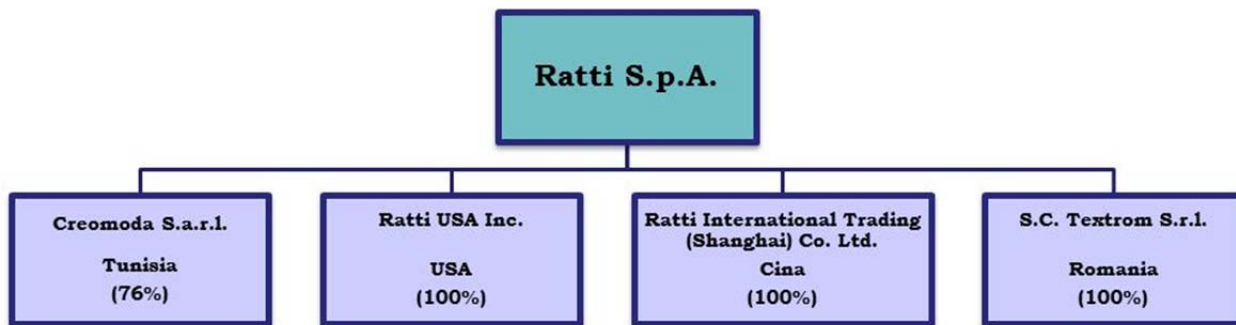 Ratti S.p.A.
Creomoda S.a.r.l.
Tunisia
(76%)
Ratti USA Inc.
USA
(100%)
Ratti International Trading
(Shanghai) Co. Ltd.
Cina
(100%)
S.C. Textrom S.r.l.
Romania
(100%)